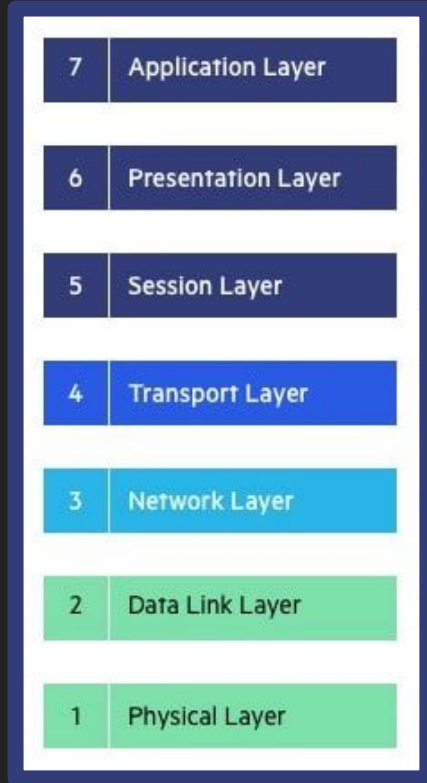 7 Application Layer
6 Presentation Layer
5 Session Layer
4 Transport Layer
3 Network Layer
2 Data Link Layer
1 Physical Layer